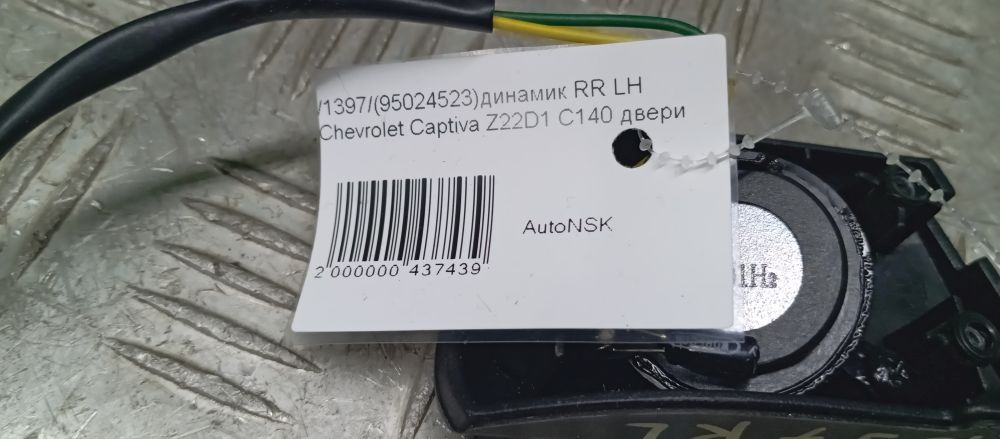 /1397/(95024523)динамик RR LH
Chevrolet Captiva Z22D1 C140 двери
AutoNSK
2 000000 437439